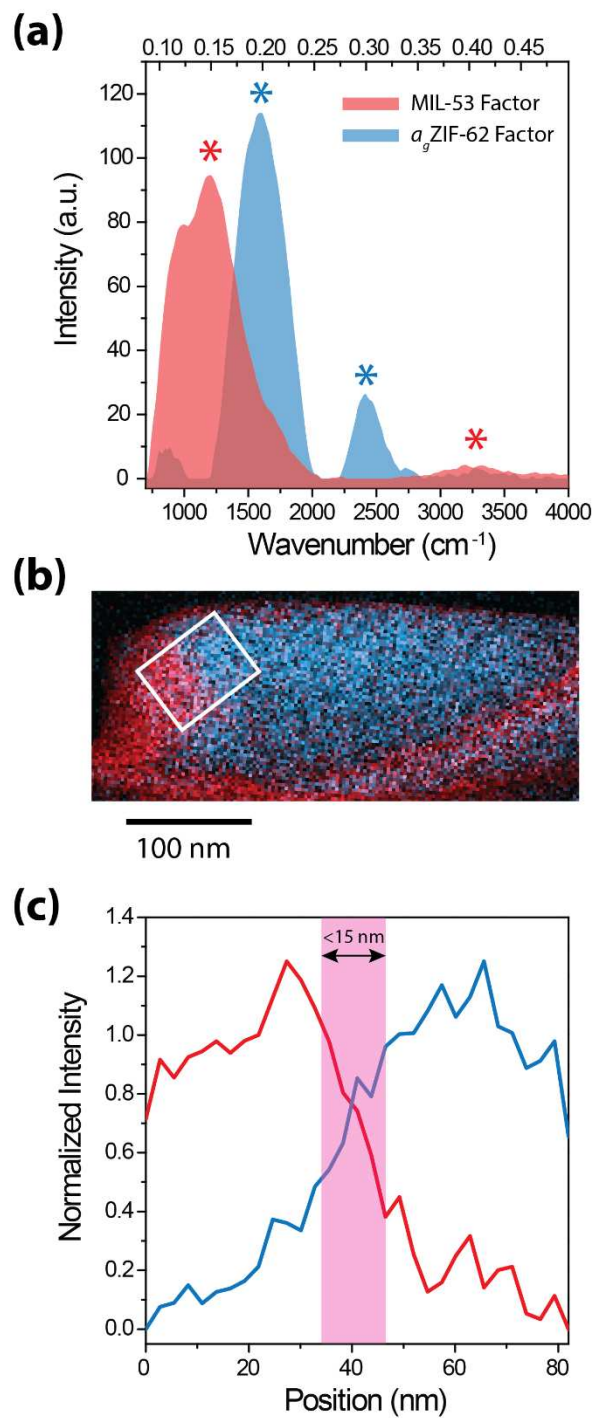 (a)
0.10 0.15 0.20 0.25 0.30 0.35 0.40 0.45
120
100
80
60
40
20
0
Intensity (a.u.)
* * * *
MIL-53 Factor
agZIF-62 Factor
1000 1500 2000 2500 3000 3500 4000
Wavenumber (cm-1)
(b)
100 nm
(c)
1.4
1.2
1.0
0.8
0.6
0.4
0.2
0.0
Normalized Intensity
<15 nm
0 20 40 60 80
Position (nm)